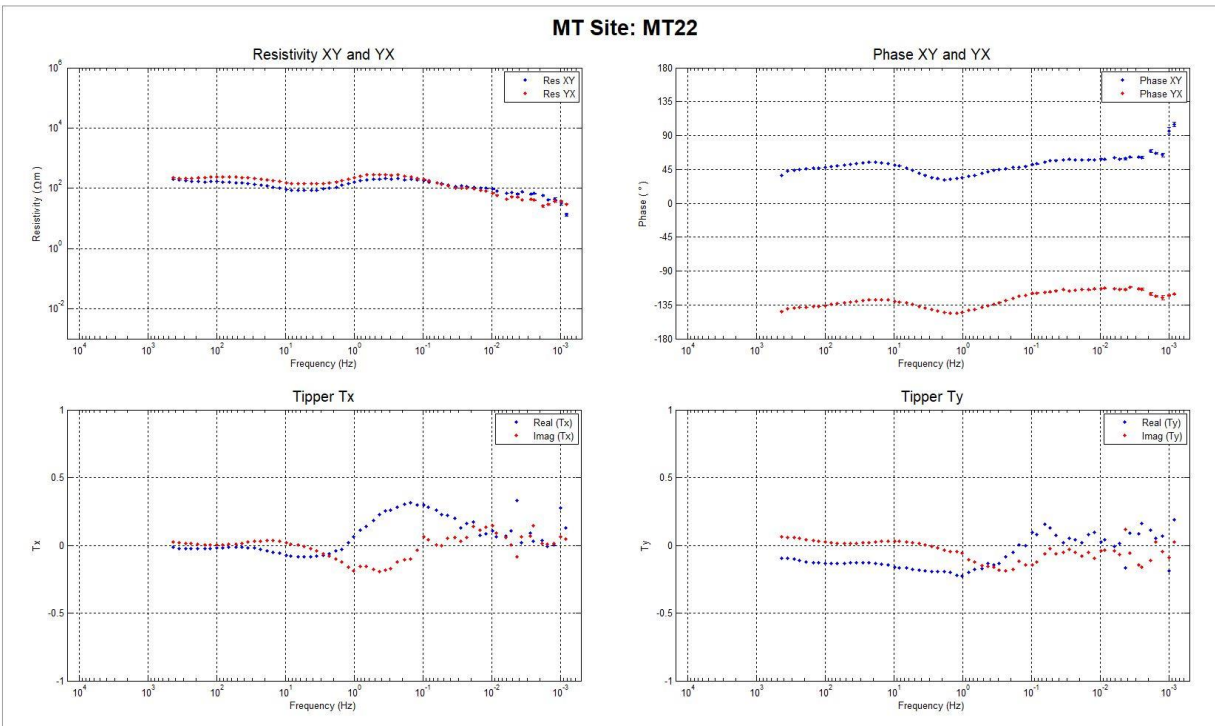 MT Site: MT22
Resistivity XY and YX
10^6
10^4
10^2
10^0
10^-2
Resistivity (Ωm)
Res XY
Res YX
10^4 10^3 10^2 10^1 10^0 10^-1 10^-2 10^-3
Frequency (Hz)
Phase XY and YX
180
135
90
45
0
-45
-90
-135
-180
Phase (°)
Phase XY
Phase YX
10^4 10^3 10^2 10^1 10^0 10^-1 10^-2 10^-3
Frequency (Hz)
Tipper Tx
1
0.5
0
-0.5
-1
Tx
Real (Tx)
Imag (Tx)
10^4 10^3 10^2 10^1 10^0 10^-1 10^-2 10^-3
Frequency (Hz)
Tipper Ty
1
0.5
0
-0.5
-1
Ty
Real (Ty)
Imag (Ty)
10^4 10^3 10^2 10^1 10^0 10^-1 10^-2 10^-3
Frequency (Hz)